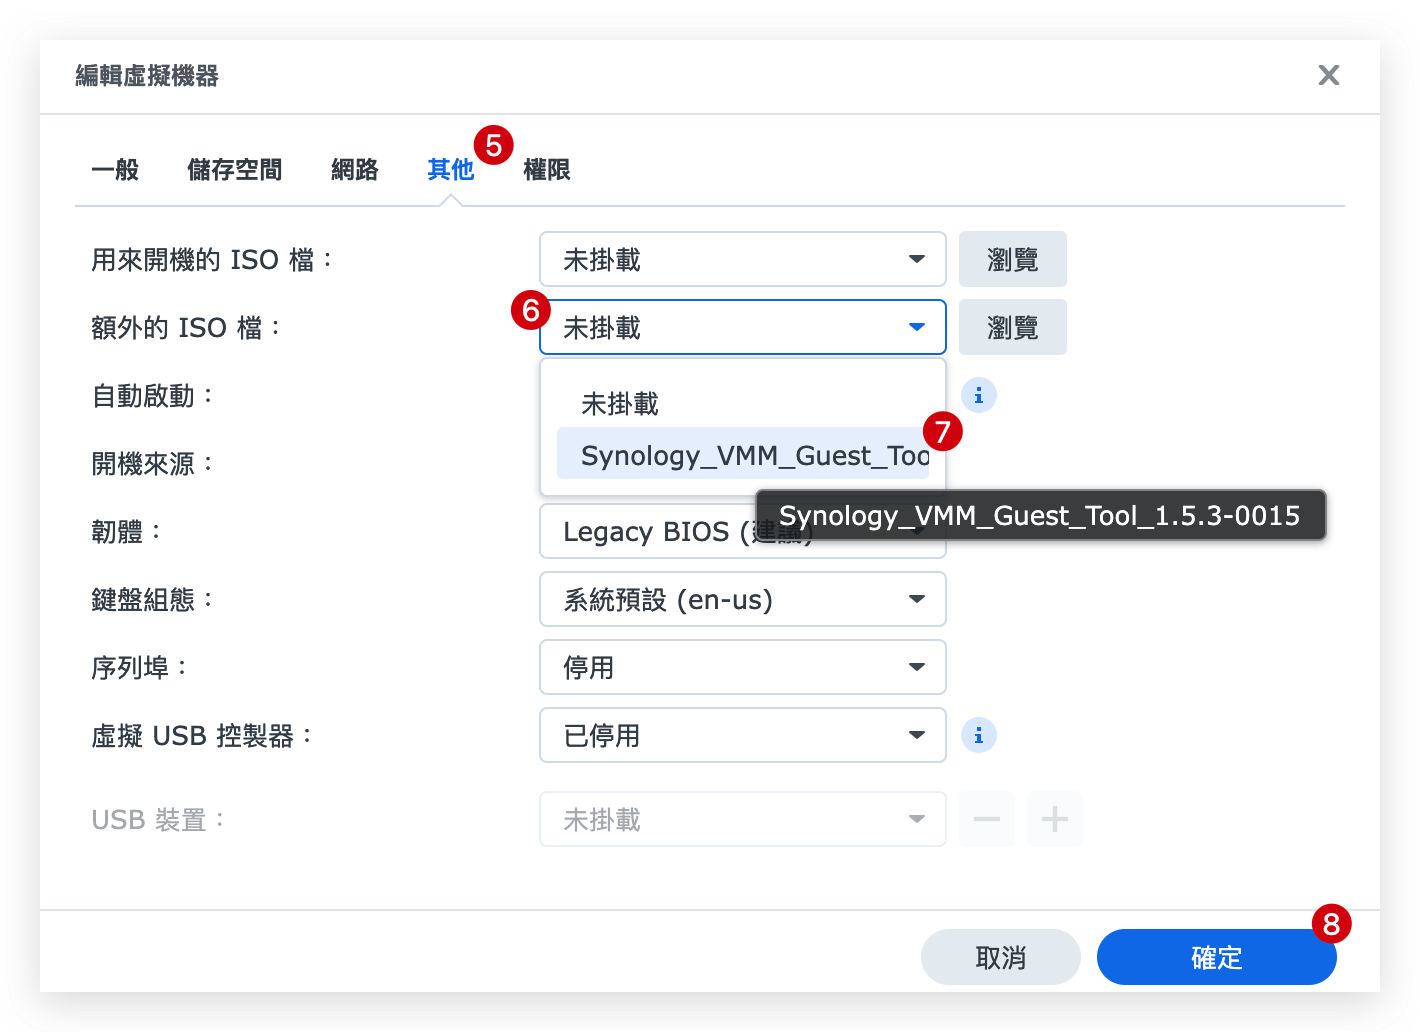 編輯虛擬機器
一般 儲存空間 網路 其他 5 權限
用來開機的 ISO 檔： 未掛載 瀏覽
額外的 ISO 檔： 6 未掛載 瀏覽
自動啟動： 未掛載 i
Synology_VMM_Guest_Too 7
開機來源：
Synology_VMM_Guest_Tool_1.5.3-0015
韌體： Legacy BIOS (建議)
鍵盤組態： 系統預設 (en-us)
序列埠： 停用
虛擬 USB 控製器： 已停用 i
USB 裝置： 未掛載
取消 確定 8